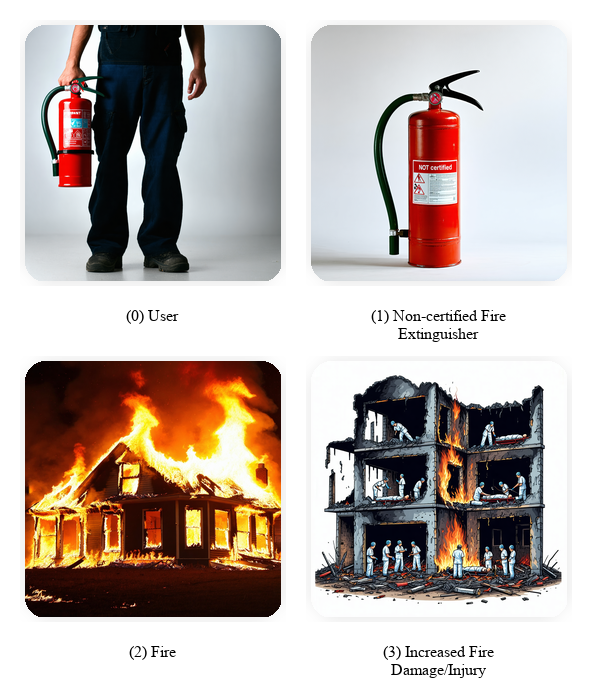 NOT certified
(0) User
(1) Non-certified Fire
Extinguisher
(2) Fire
(3) Increased Fire
Damage/Injury